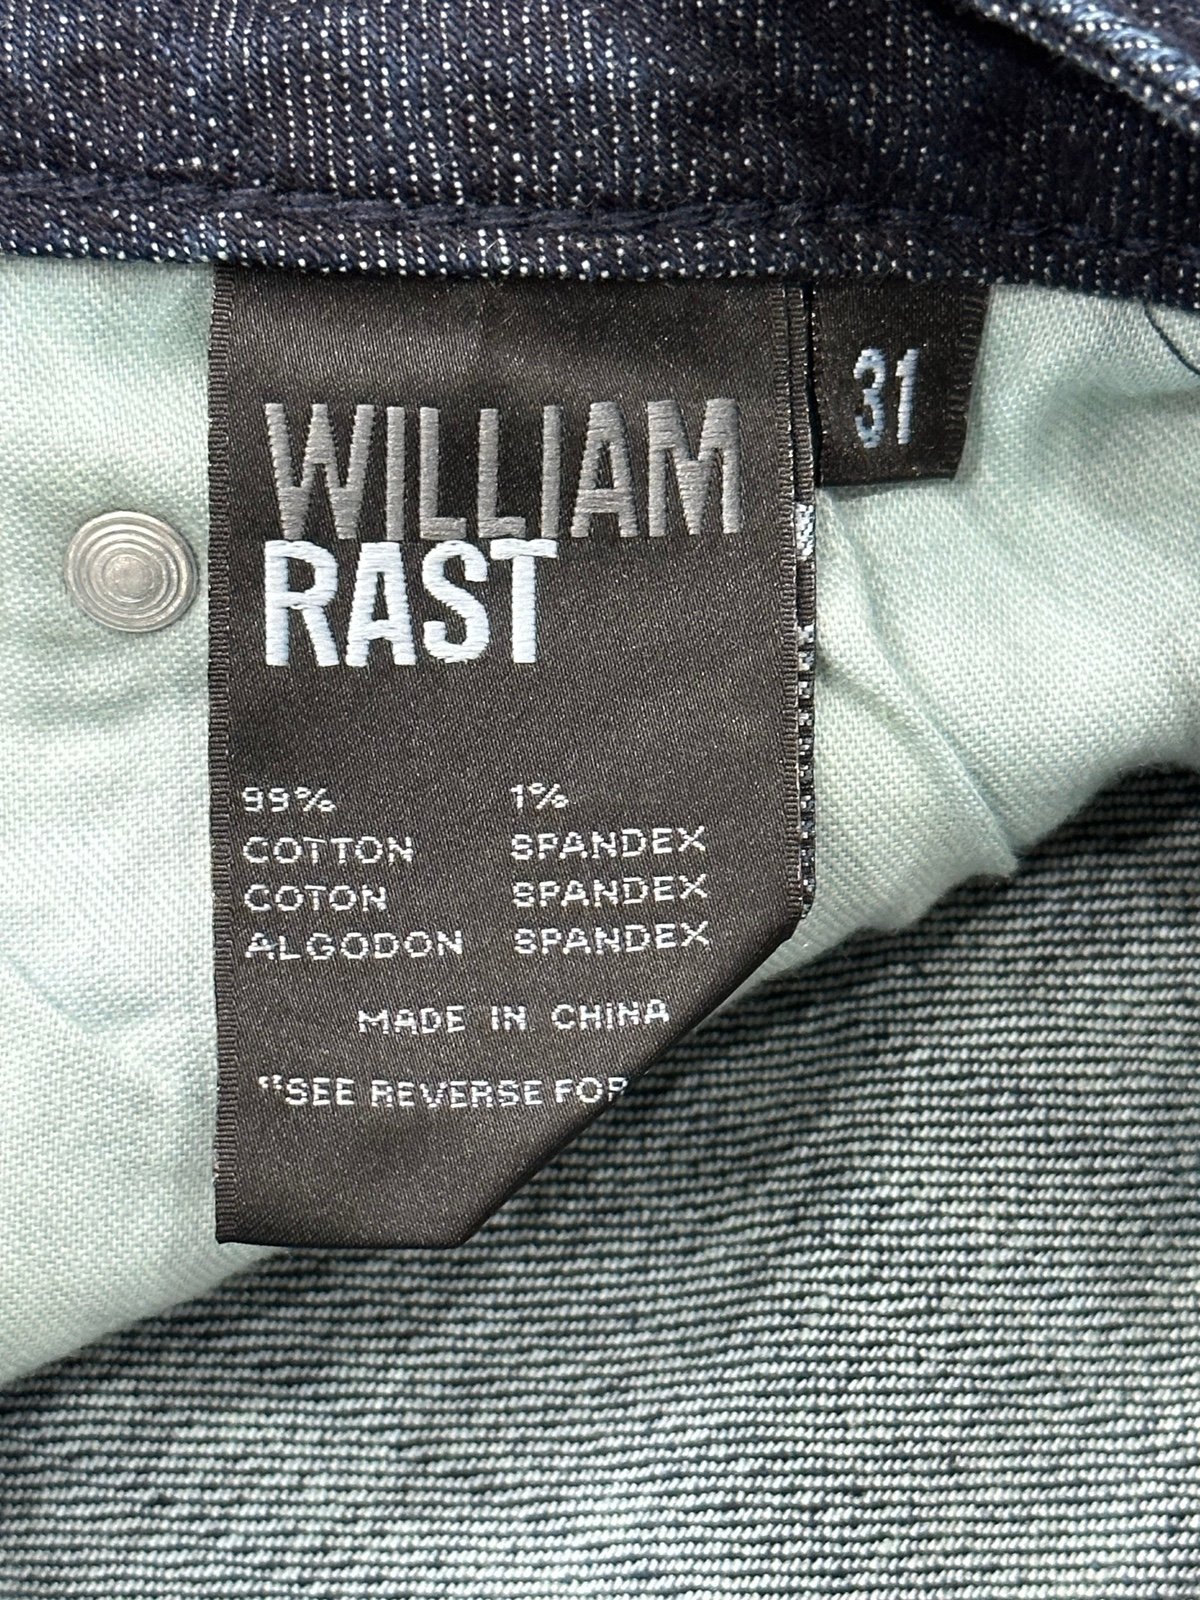 WILLIAM
RAST
31
99% 1%
COTTON SPANDEX
COTON SPANDEX
ALGODON SPANDEX
MADE IN CHINA
"SEE REVERSE FOR